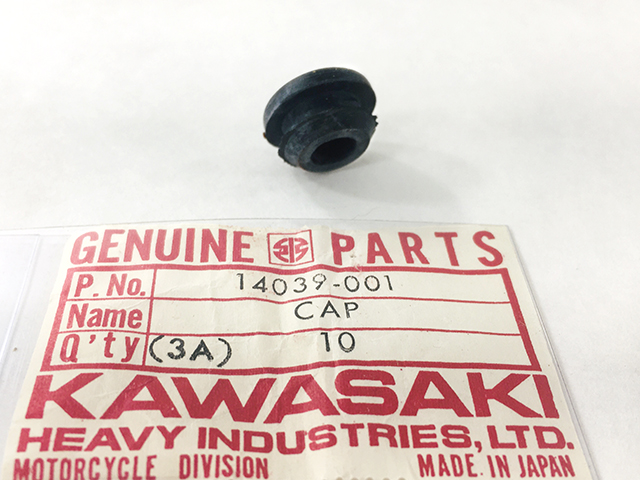 GENUINE PARTS
P. No. 14039-001
Name CAP
Q'ty (3A) 10
KAWASAKI
HEAVY INDUSTRIES, LTD.
MOTORCYCLE DIVISION MADE IN JAPAN